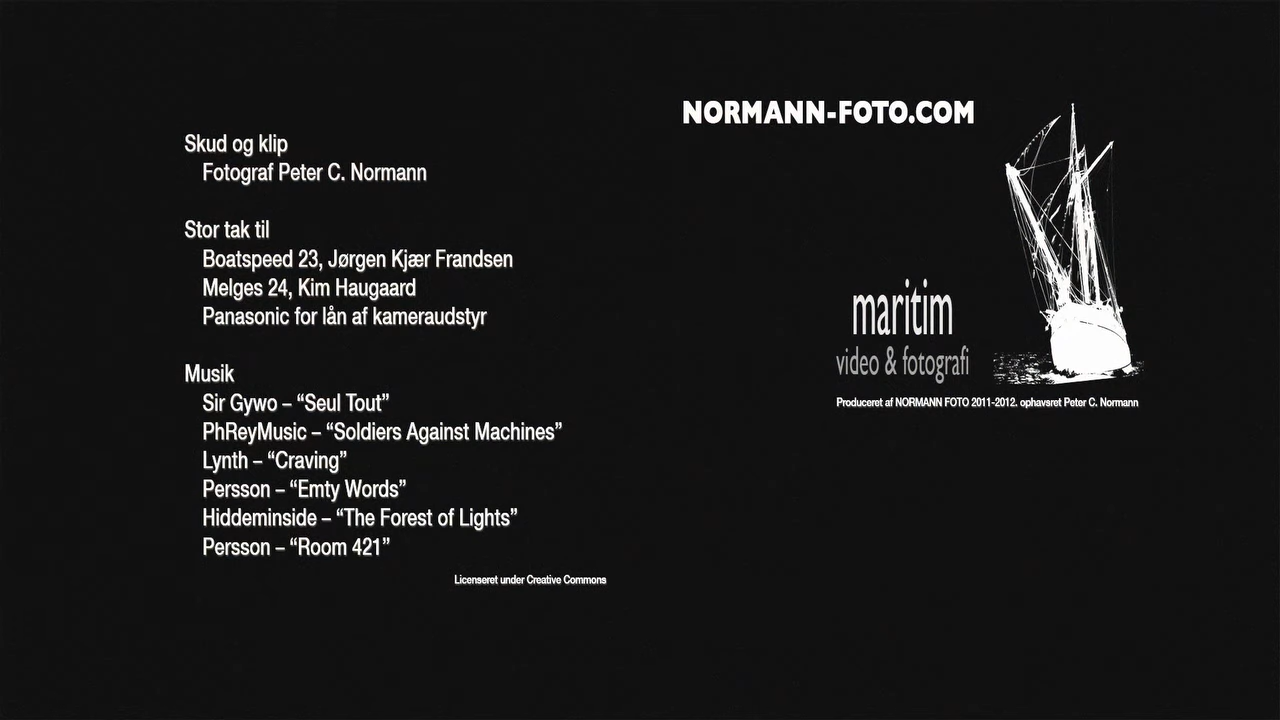 Skud og klip
Fotograf Peter C. Normann
Stor tak til
Boatspeed 23, Jørgen Kjær Frandsen
Melges 24, Kim Haugaard
Panasonic for lån af kameraudstyr
Musik
Sir Gywo – “Seul Tout”
PhReyMusic – “Soldiers Against Machines”
Lynth – “Craving”
Persson – “Emty Words”
Hiddeminside – “The Forest of Lights”
Persson – “Room 421”
Licenseret under Creative Commons
NORMANN-FOTO.COM
maritim
video & fotografi
Produceret af NORMANN FOTO 2011-2012. ophavsret Peter C. Normann